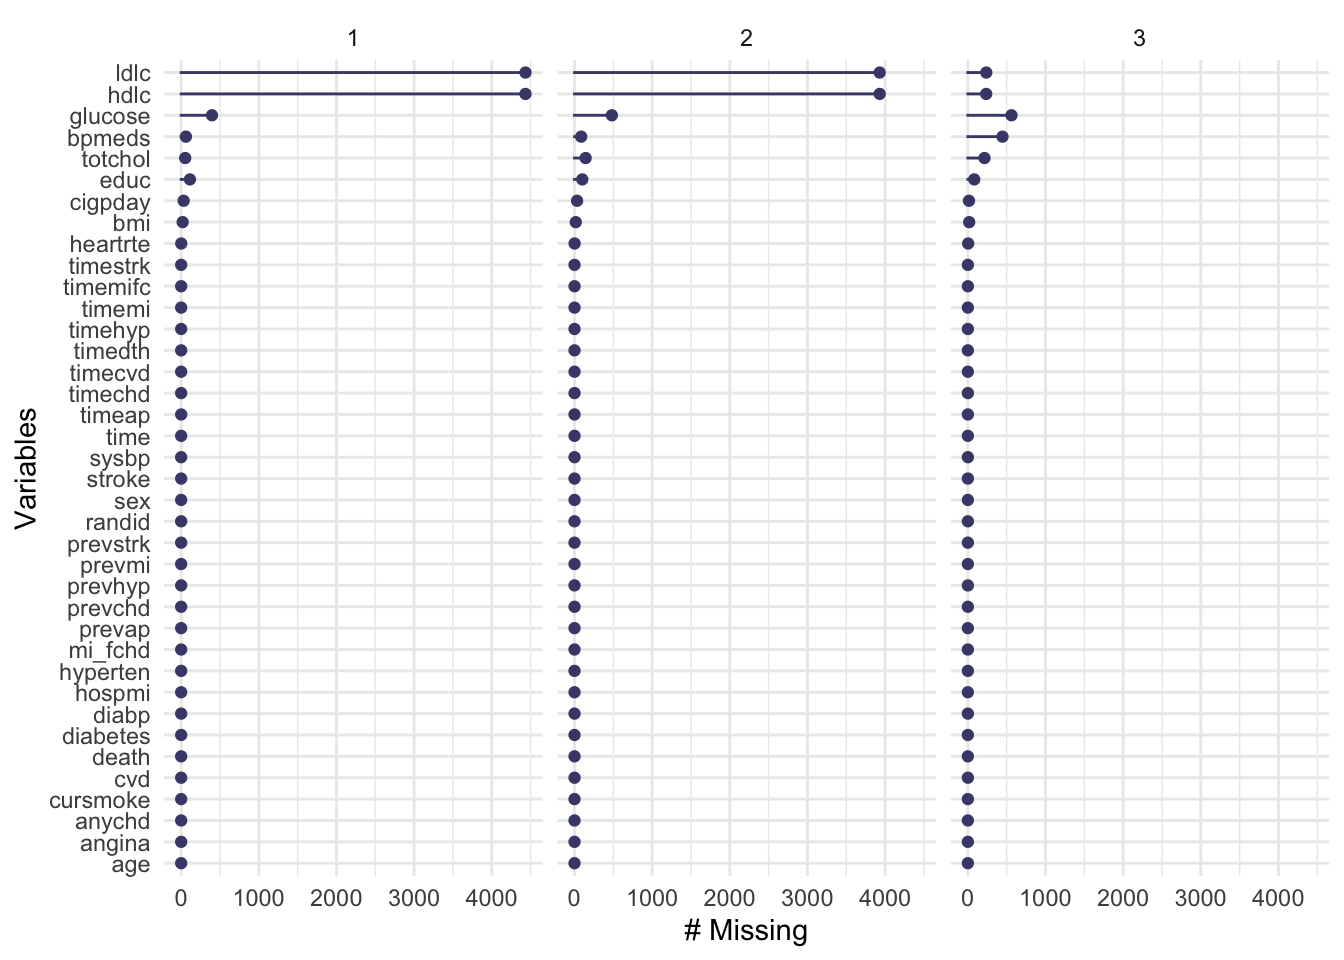 1 2 3
ldlc
hdlc
glucose
bpmeds
totchol
educ
cigpday
bmi
heartrte
timestrk
timemifc
timemi
timehyp
timedth
timecvd
timechd
timeap
time
sysbp
stroke
sex
randid
prevstrk
prevmi
prevhyp
prevchd
prevap
mi_fchd
hyperten
hospmi
diabp
diabetes
death
cvd
cursmoke
anychd
angina
age
Variables
0 1000 2000 3000 4000 0 1000 2000 3000 4000 0 1000 2000 3000 4000
# Missing